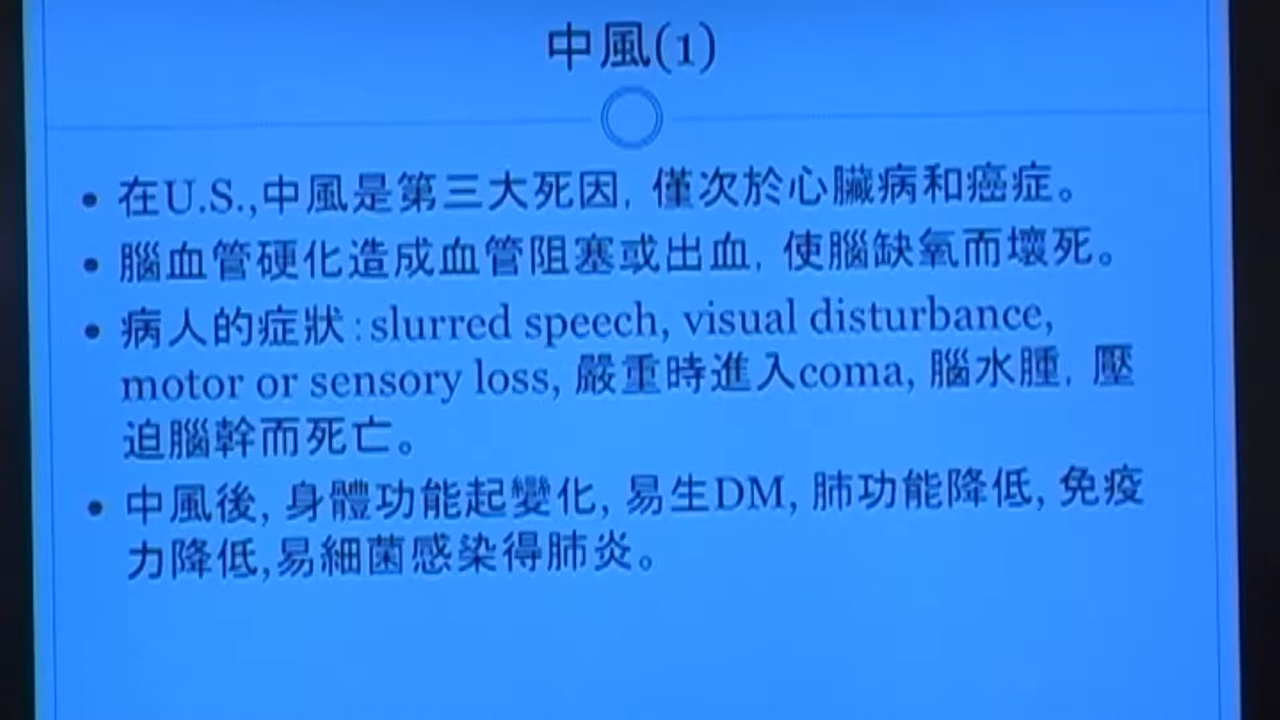 中風(1)
• 在U.S.,中風是第三大死因, 僅次於心臟病和癌症。
• 腦血管硬化造成血管阻塞或出血, 使腦缺氧而壞死。
• 病人的症狀:slurred speech, visual disturbance,
motor or sensory loss, 嚴重時進入coma, 腦水腫, 壓
迫腦幹而死亡。
• 中風後, 身體功能起變化, 易生DM, 肺功能降低, 免疫
力降低,易細菌感染得肺炎。